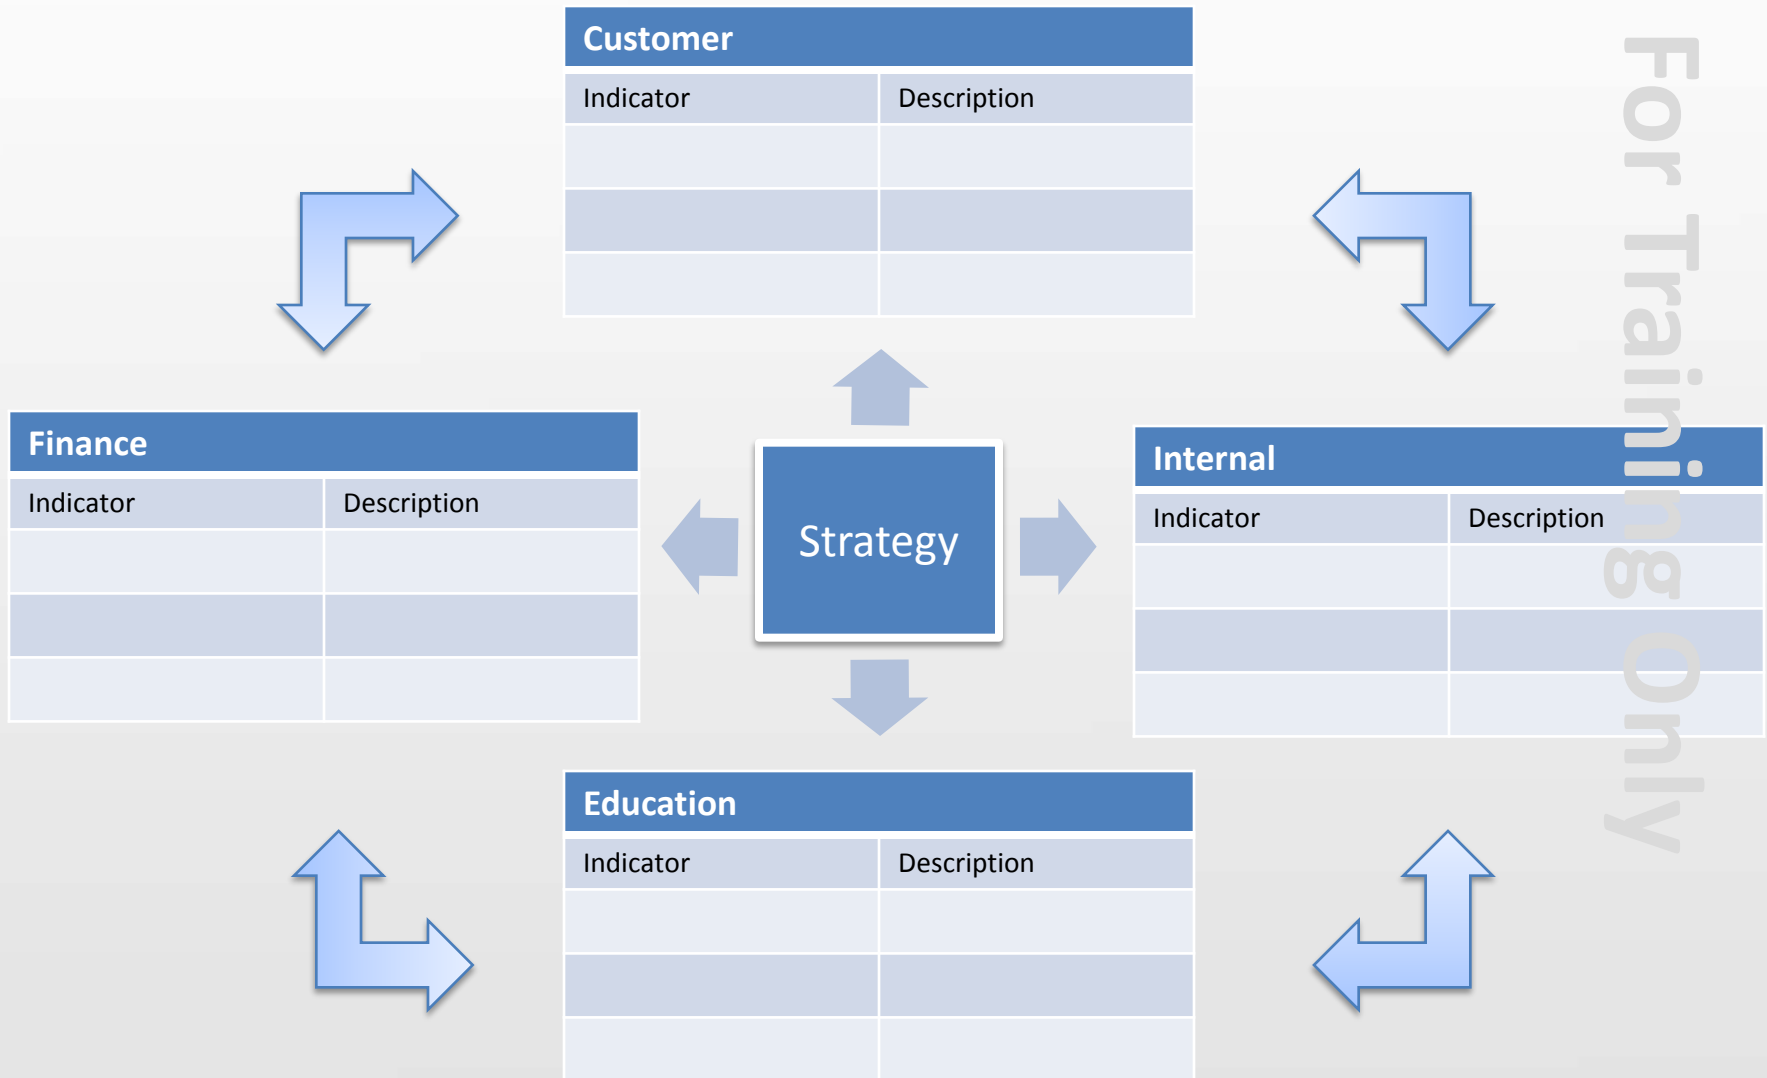 Customer
Indicator Description
Finance
Indicator Description
Strategy
Internal
Indicator Description
Education
Indicator Description
For Training Only